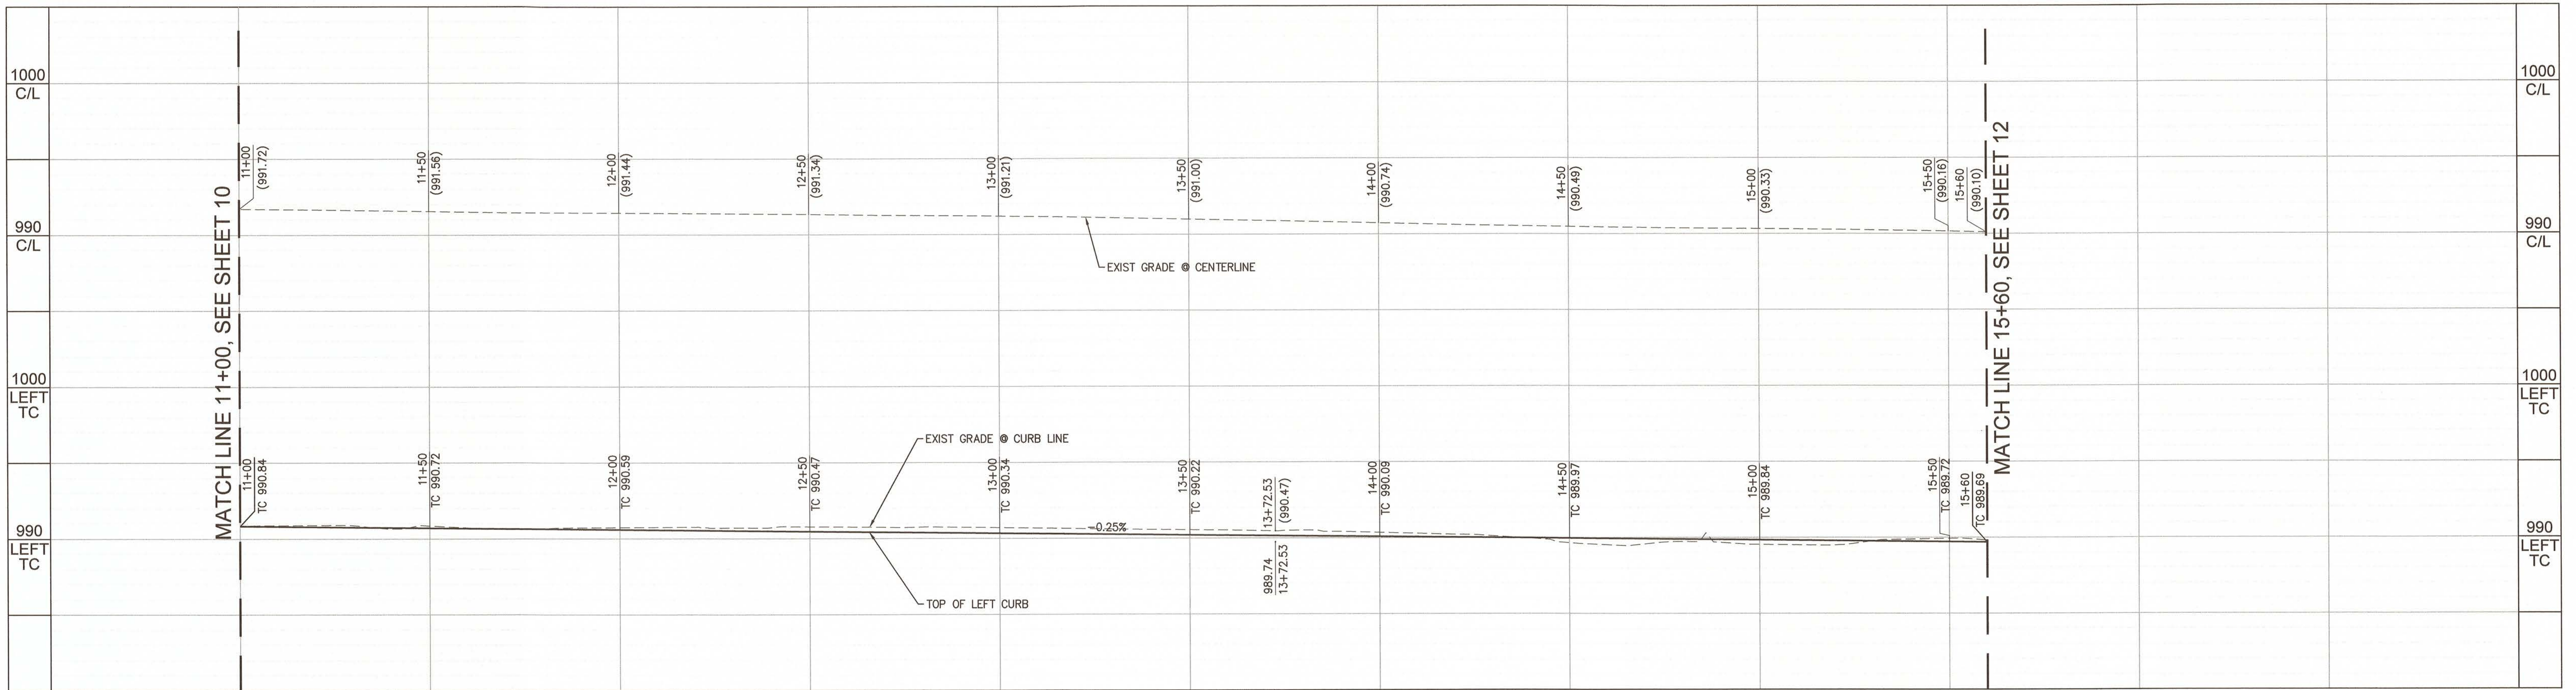 1000
C/L
990
C/L
1000
LEFT
TC
990
LEFT
TC
MATCH LINE 11+00, SEE SHEET 10
11+00
(991.72)
11+50
(991.56)
12+00
(991.44)
12+50
(991.34)
13+00
(991.21)
13+50
(991.00)
14+00
(990.74)
14+50
(990.49)
15+00
(990.33)
15+50
(990.16)
15+60
(990.10)
EXIST GRADE @ CENTERLINE
11+00
TC 990.84
11+50
TC 990.72
12+00
TC 990.59
12+50
TC 990.47
EXIST GRADE @ CURB LINE
13+00
TC 990.34
-0.25%
13+50
TC 990.22
13+72.53
(990.47)
989.74
13+72.53
14+00
TC 990.09
14+50
TC 989.97
15+00
TC 989.84
15+50
TC 989.72
15+60
TC 989.69
TOP OF LEFT CURB
MATCH LINE 15+60, SEE SHEET 12
1000
C/L
990
C/L
1000
LEFT
TC
990
LEFT
TC